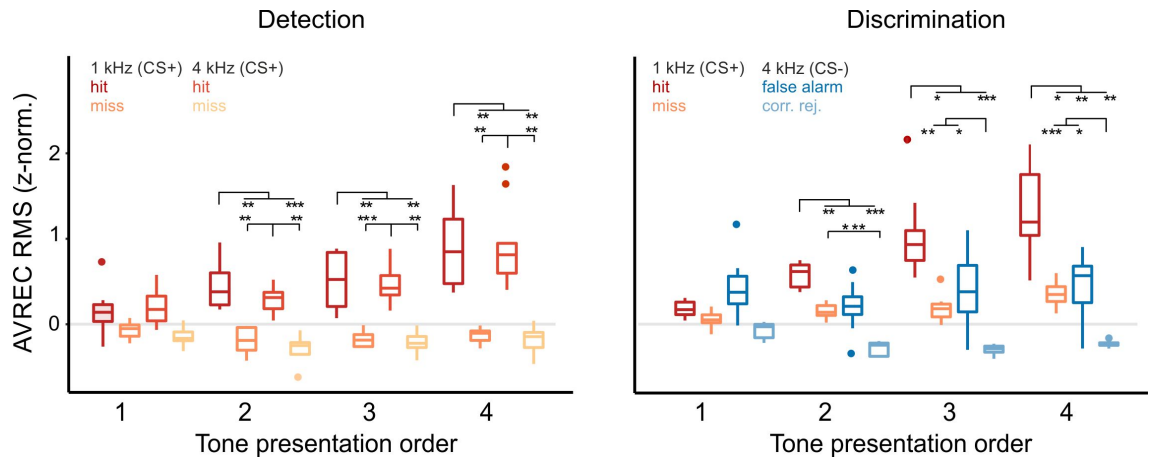 Detection
Discrimination
AVREC RMS (z-norm.)
1 kHz (CS+) 4 kHz (CS+)
hit hit
miss miss
2
1
0
** ***
** **
** **
*** **
** **
** **
1 2 3 4
Tone presentation order
1 kHz (CS+) 4 kHz (CS-)
hit false alarm
miss corr. rej.
** ***
* **
* ***
** *
* ** **
*** *
1 2 3 4
Tone presentation order